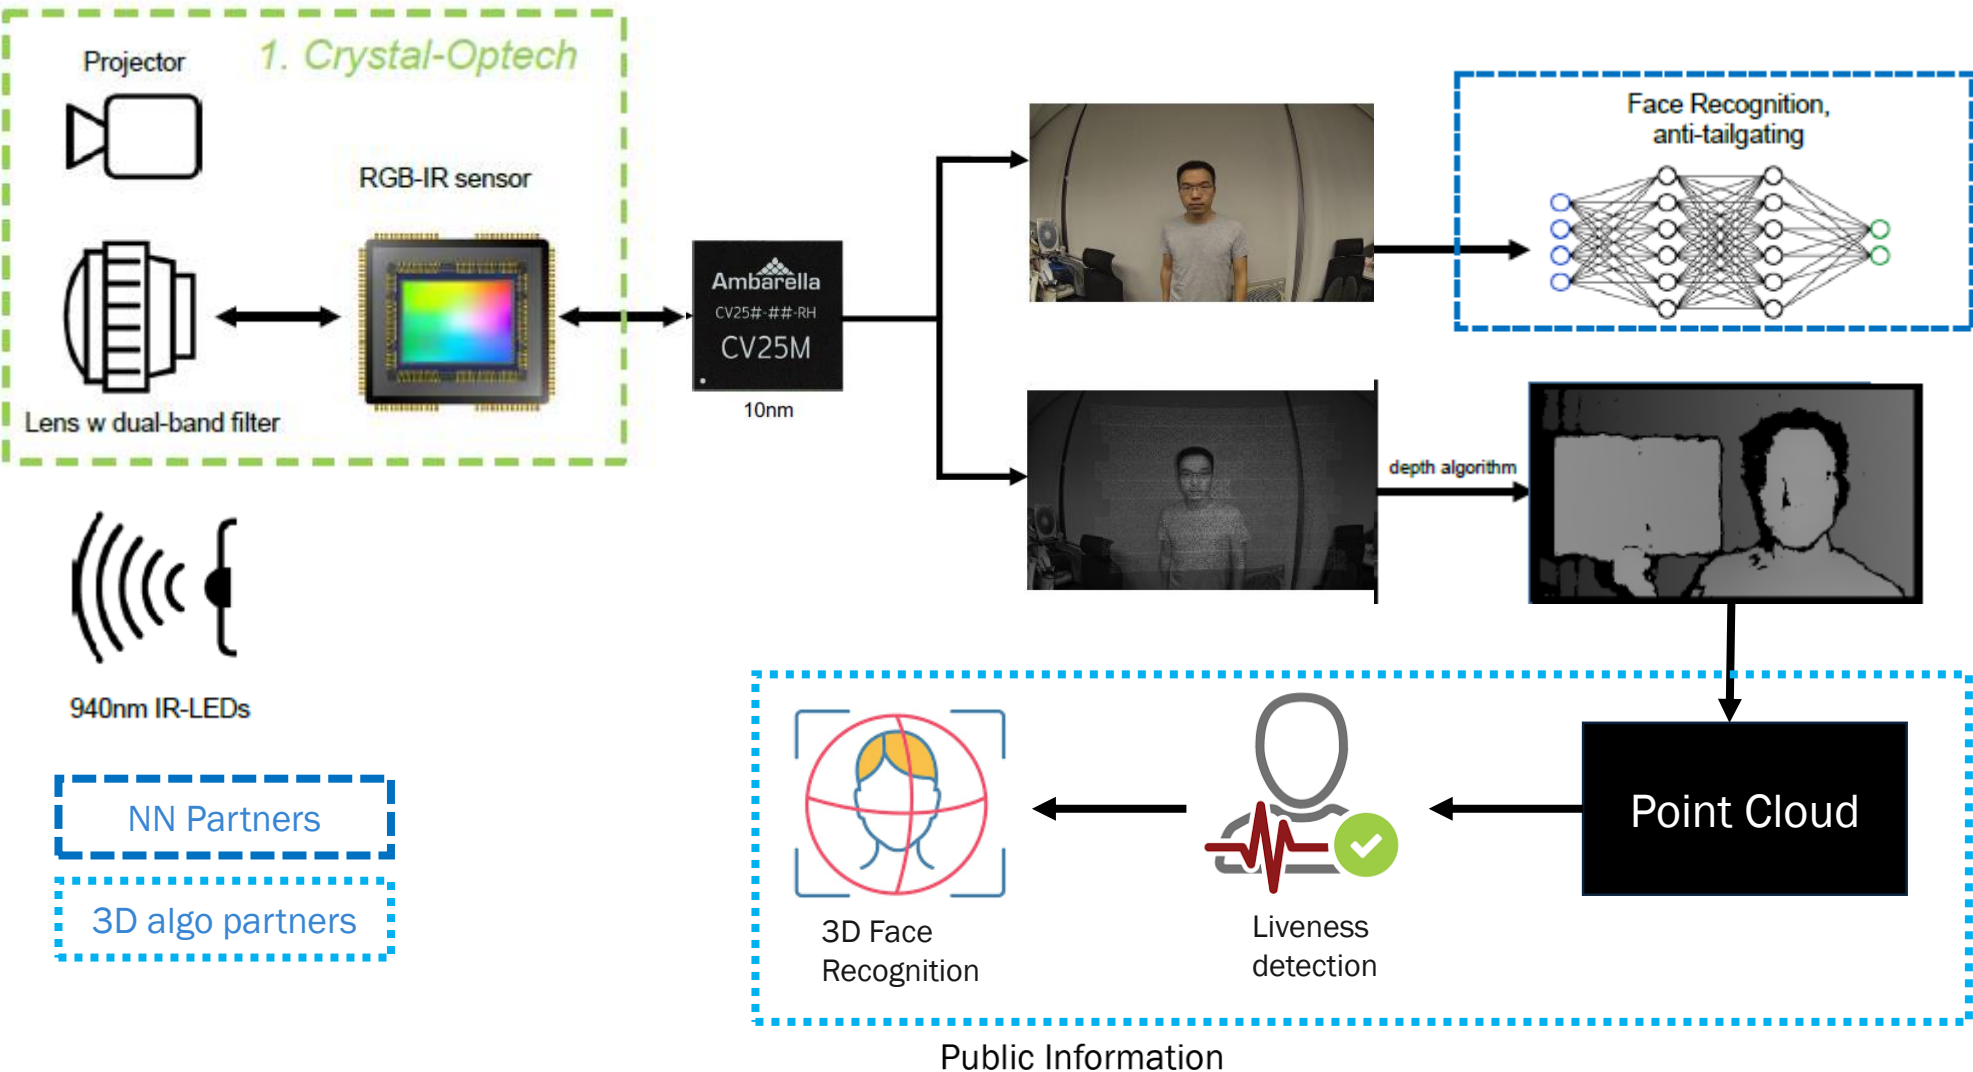 1. Crystal-Optech
Projector
RGB-IR sensor
Lens w dual-band filter
Ambarella
CV25#-##-RH
CV25M
10nm
Face Recognition,
anti-tailgating
depth algorithm
940nm IR-LEDs
NN Partners
3D algo partners
Point Cloud
Liveness
detection
3D Face
Recognition
Public Information